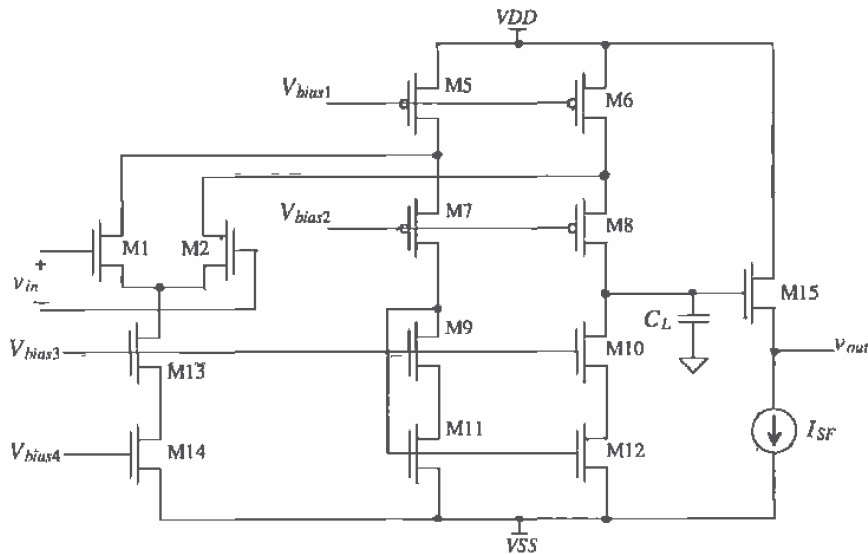 VDD
M5
M6
Vbias1
M7
M8
Vbias2
M1
M2
+
vin
−
M15
CL
M9
M10
Vbias3
M13
vout
M11
M12
ISF
Vbias4
M14
VSS